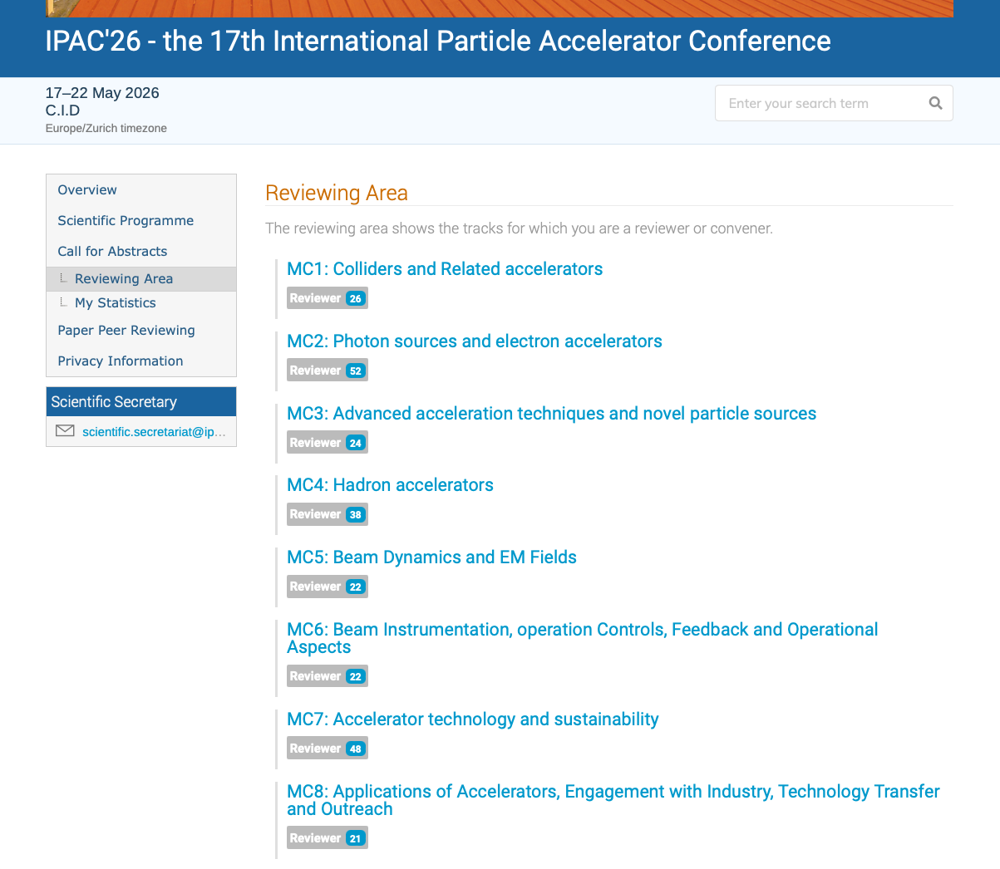 IPAC'26 - the 17th International Particle Accelerator Conference
17–22 May 2026
C.I.D
Europe/Zurich timezone
Enter your search term
Overview
Scientific Programme
Call for Abstracts
Reviewing Area
My Statistics
Paper Peer Reviewing
Privacy Information
Scientific Secretary
scientific.secretariat@ip...
Reviewing Area
The reviewing area shows the tracks for which you are a reviewer or convener.
MC1: Colliders and Related accelerators
Reviewer 26
MC2: Photon sources and electron accelerators
Reviewer 52
MC3: Advanced acceleration techniques and novel particle sources
Reviewer 24
MC4: Hadron accelerators
Reviewer 38
MC5: Beam Dynamics and EM Fields
Reviewer 22
MC6: Beam Instrumentation, operation Controls, Feedback and Operational
Aspects
Reviewer 22
MC7: Accelerator technology and sustainability
Reviewer 48
MC8: Applications of Accelerators, Engagement with Industry, Technology Transfer
and Outreach
Reviewer 21